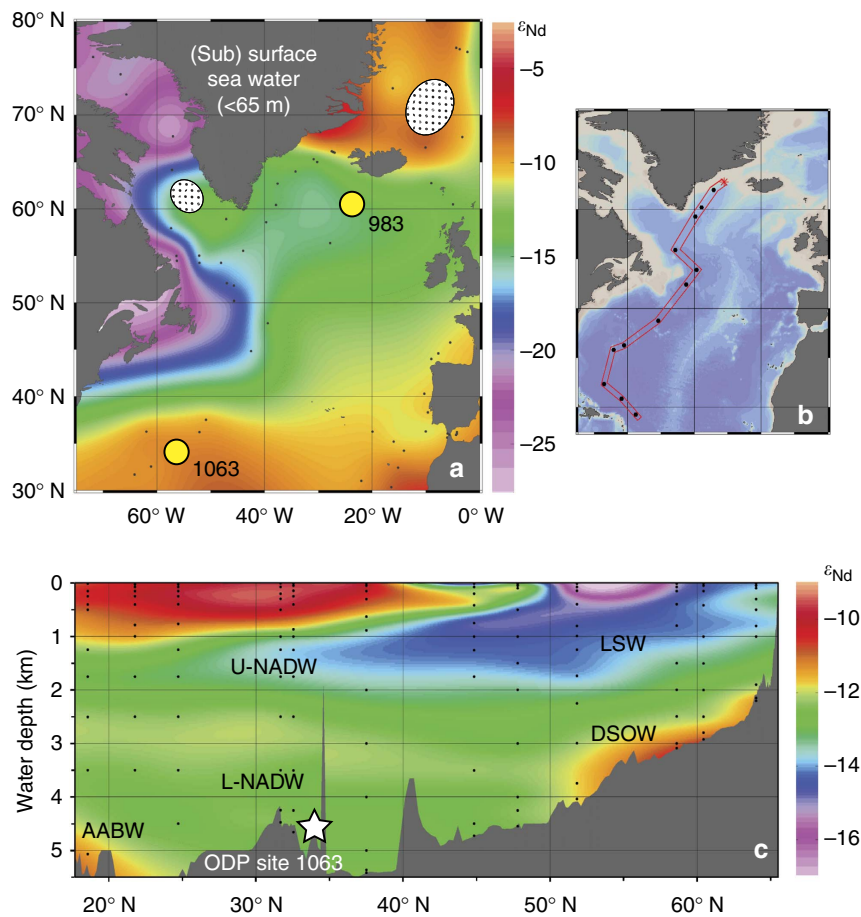 80° N
70° N
60° N
50° N
40° N
30° N
60° W
40° W
20° W
0° W
(Sub) surface
sea water
(<65 m)
983
1063
a
εNd
−5
−10
−15
−20
−25
b
0
1
2
3
4
5
Water depth (km)
U-NADW
LSW
DSOW
L-NADW
AABW
ODP site 1063
c
20° N
30° N
40° N
50° N
60° N
εNd
−10
−12
−14
−16